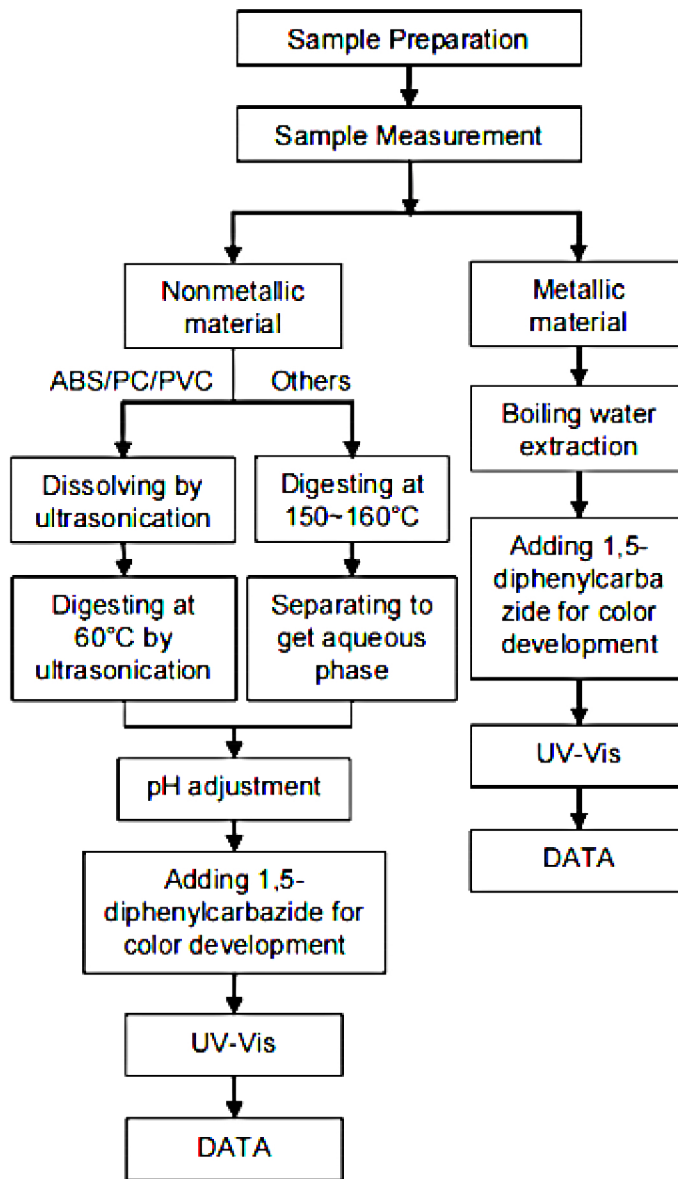 Sample Preparation
Sample Measurement
Nonmetallic
material
ABS/PC/PVC
Others
Dissolving by
ultrasonication
Digesting at
150~160°C
Digesting at
60°C by
ultrasonication
Separating to
get aqueous
phase
pH adjustment
Adding 1,5-
diphenylcarbazide for
color development
UV-Vis
DATA
Metallic
material
Boiling water
extraction
Adding 1,5-
diphenylcarba
zide for color
development
UV-Vis
DATA